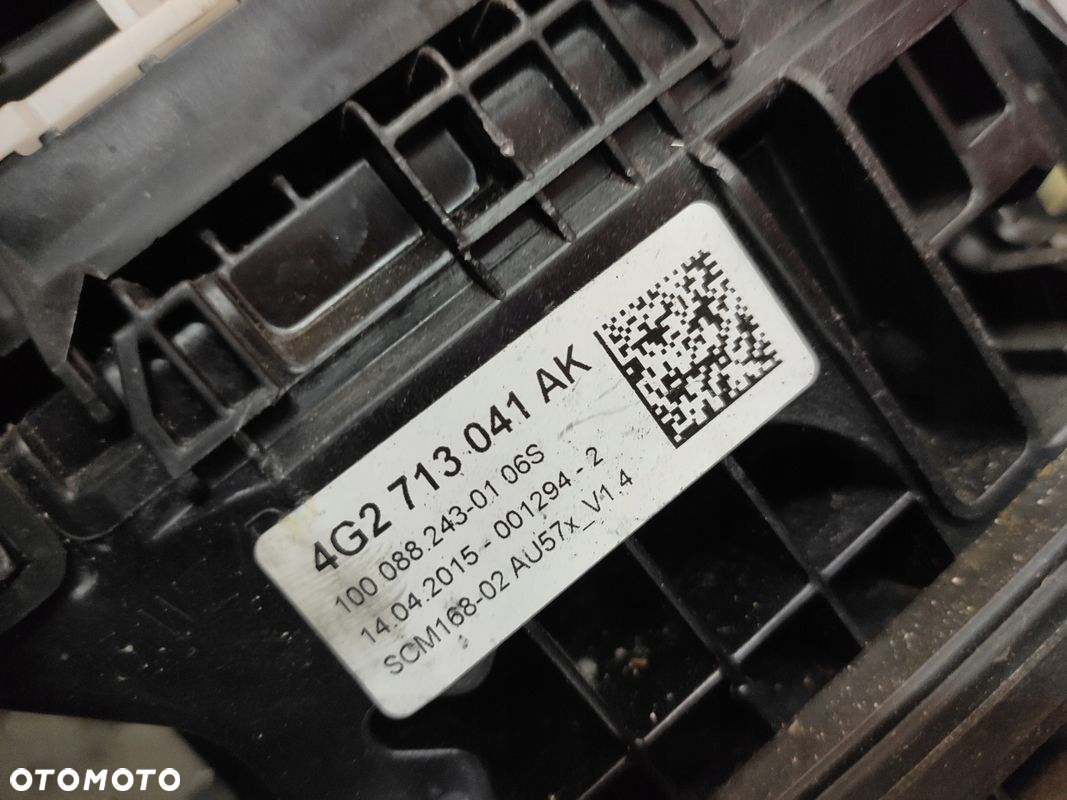 4G2 713 041 AK
100 088.243-01 06S
14.04.2015 - 001294 - 2
SCM168-02 AU57x_V1.4
OTOMOTO